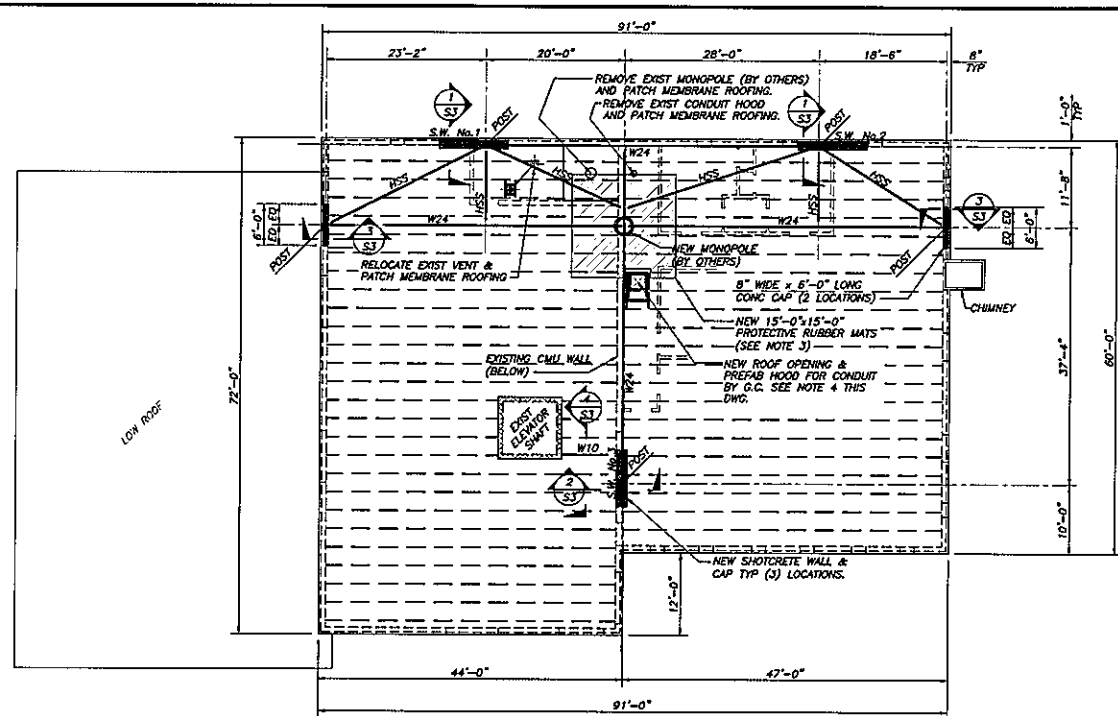 91'-0"
23'-2" 20'-0" 28'-0" 18'-6" 8"
TYP
REMOVE EXIST MONOPOLE (BY OTHERS)
AND PATCH MEMBRANE ROOFING.
REMOVE EXIST CONDUIT HOOD
AND PATCH MEMBRANE ROOFING.
1
S3
POST
S.W. No.1
1
S3
POST
S.W. No.2
1'-0"
TYP
W24
HSS
HSS
HSS
HSS
HSS
HSS
W24
W24
POST
6'-0"
EQ EQ
3
S3
3
S3
EQ EQ
6'-0"
POST
11'-8"
RELOCATE EXIST VENT &
PATCH MEMBRANE ROOFING
NEW MONOPOLE
(BY OTHERS)
8" WIDE x 6'-0" LONG
CONC CAP (2 LOCATIONS)
CHIMNEY
NEW 15'-0"x15'-0"
PROTECTIVE RUBBER MATS
(SEE NOTE 3)
EXISTING CMU WALL
(BELOW)
NEW ROOF OPENING &
PREFAB HOOD FOR CONDUIT
BY G.C. SEE NOTE 4 THIS
DWG.
W24
72'-0"
LOW ROOF
37'-4"
60'-0"
EXIST
ELEVATOR
SHAFT
S3
W10
POST
2
S3
10'-0"
NEW SHOTCRETE WALL &
CAP TYP (3) LOCATIONS.
12'-0"
44'-0" 47'-0"
91'-0"